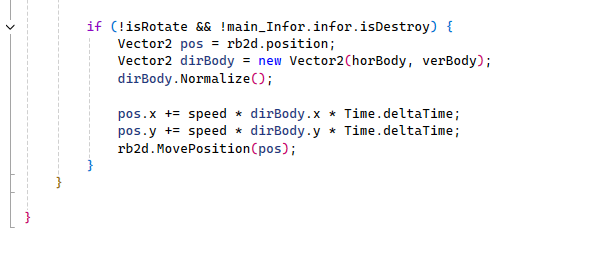 if (!isRotate && !main_Infor.infor.isDestroy) {
Vector2 pos = rb2d.position;
Vector2 dirBody = new Vector2(horBody, verBody);
dirBody.Normalize();
pos.x += speed * dirBody.x * Time.deltaTime;
pos.y += speed * dirBody.y * Time.deltaTime;
rb2d.MovePosition(pos);
}
}
}